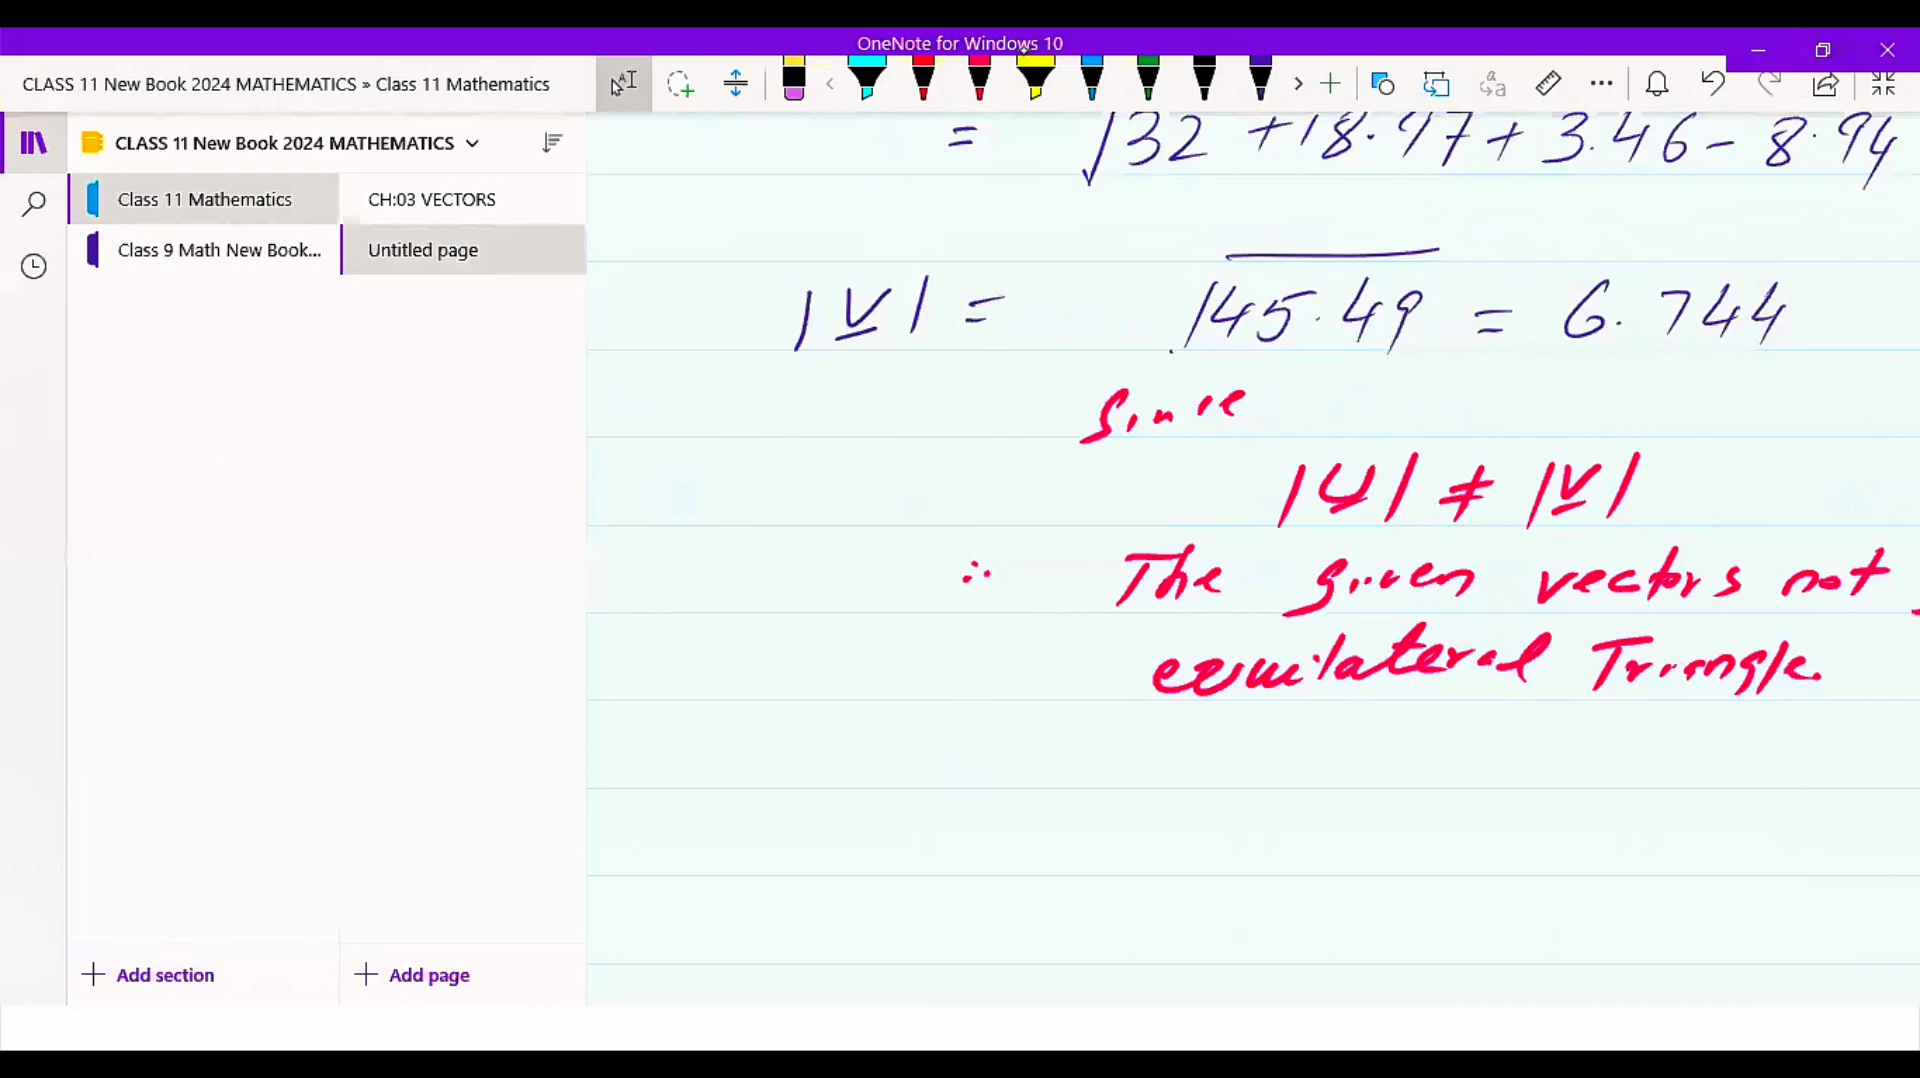 OneNote for Windows 10
CLASS 11 New Book 2024 MATHEMATICS » Class 11 Mathematics
CLASS 11 New Book 2024 MATHEMATICS
Class 11 Mathematics
CH:03 VECTORS
Class 9 Math New Book...
Untitled page
= √32 + 18.97 + 3.46 - 8.94
|V| = √45.49 = 6.744
Since
|U| ≠ |V|
∴ The given vectors not
equilateral Triangle.
Add section
Add page